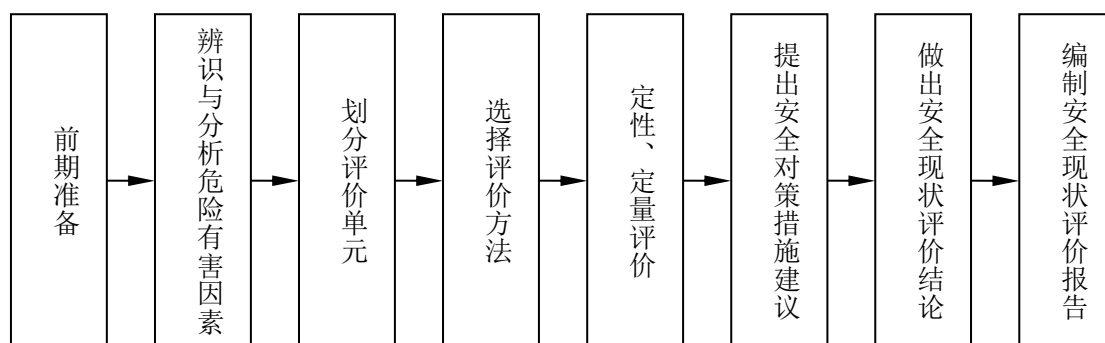 前期准备
辨识与分析危险有害因素
划分评价单元
选择评价方法
定性、定量评价
提出安全对策措施建议
做出安全现状评价结论
编制安全现状评价报告